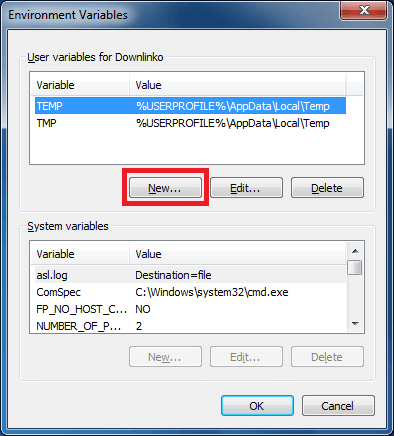 Environment Variables
User variables for Downlinko
Variable Value
TEMP %USERPROFILE%\AppData\Local\Temp
TMP %USERPROFILE%\AppData\Local\Temp
New... Edit... Delete
System variables
Variable Value
asl.log Destination=file
ComSpec C:\Windows\system32\cmd.exe
FP_NO_HOST_C... NO
NUMBER_OF_P... 2
New... Edit... Delete
OK Cancel